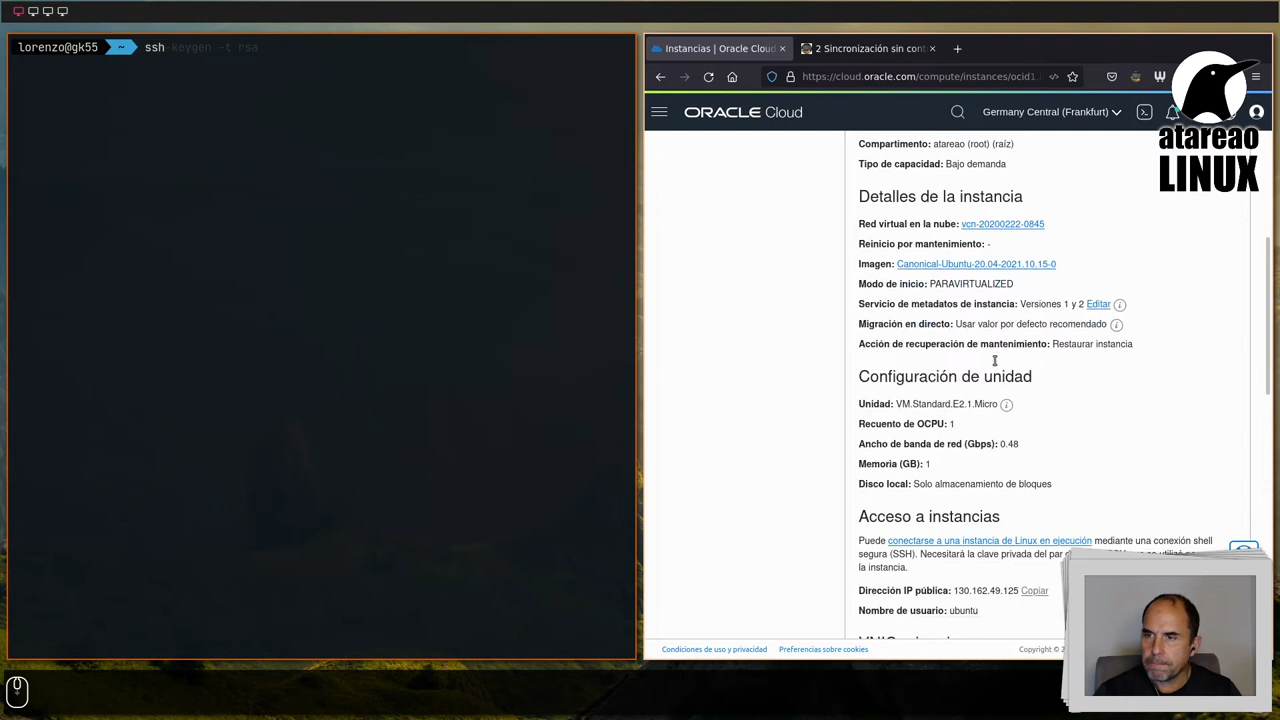 lorenzo@gk55 ~ ssh-keygen -t rsa
Instancias | Oracle Cloud
2 Sincronización sin cont
https://cloud.oracle.com/compute/instances/ocid1.
ORACLE Cloud
Germany Central (Frankfurt)
atareao
LINUX
Compartimento: atareao (root) (raíz)
Tipo de capacidad: Bajo demanda
Detalles de la instancia
Red virtual en la nube: vcn-20200222-0845
Reinicio por mantenimiento: -
Imagen: Canonical-Ubuntu-20.04-2021.10.15-0
Modo de inicio: PARAVIRTUALIZED
Servicio de metadatos de instancia: Versiones 1 y 2 Editar
Migración en directo: Usar valor por defecto recomendado
Acción de recuperación de mantenimiento: Restaurar instancia
Configuración de unidad
Unidad: VM.Standard.E2.1.Micro
Recuento de OCPU: 1
Ancho de banda de red (Gbps): 0.48
Memoria (GB): 1
Disco local: Solo almacenamiento de bloques
Acceso a instancias
Puede conectarse a una instancia de Linux en ejecución mediante una conexión shell
segura (SSH). Necesitará la clave privada del par
la instancia.
Dirección IP pública: 130.162.49.125 Copiar
Nombre de usuario: ubuntu
Condiciones de uso y privacidad
Preferencias sobre cookies
Copyright ©